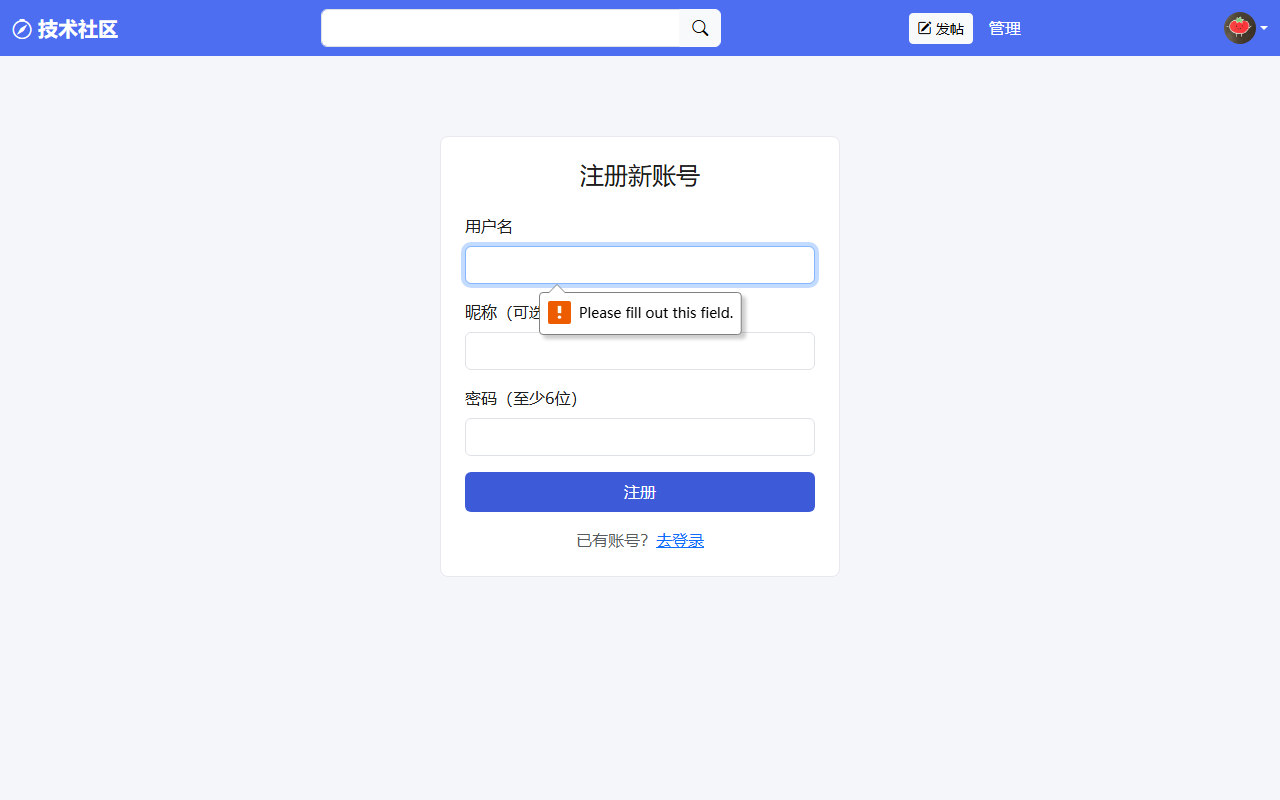 技术社区
发帖
管理
注册新账号
用户名
昵称（可选
Please fill out this field.
密码（至少6位）
注册
已有账号？去登录